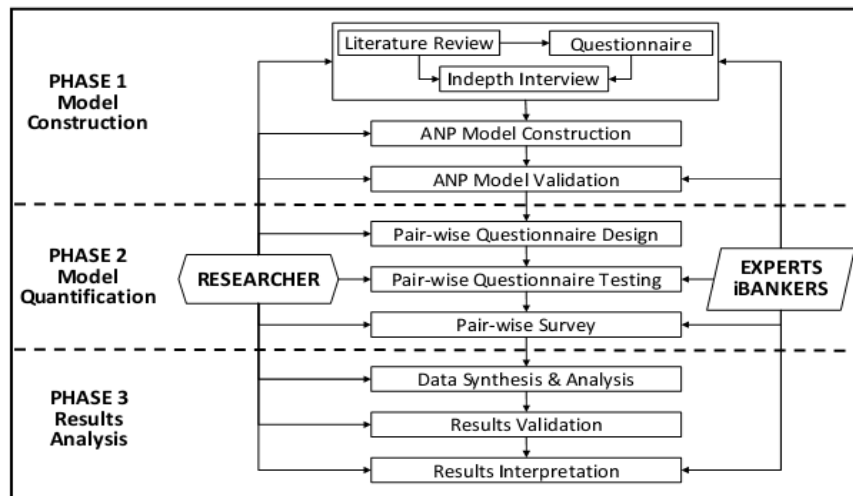 PHASE 1
Model
Construction
Literature Review
Questionnaire
Indepth Interview
ANP Model Construction
ANP Model Validation
PHASE 2
Model
Quantification
RESEARCHER
Pair-wise Questionnaire Design
Pair-wise Questionnaire Testing
Pair-wise Survey
EXPERTS
iBANKERS
PHASE 3
Results
Analysis
Data Synthesis & Analysis
Results Validation
Results Interpretation